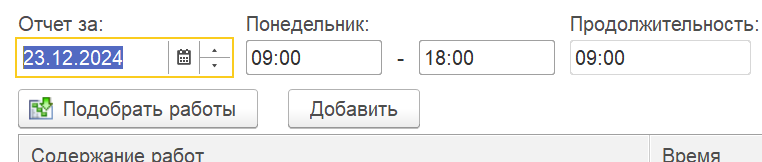 Отчет за: Понедельник: Продолжительность:
23.12.2024 09:00 - 18:00 09:00
Подобрать работы Добавить
Содержание работ Время